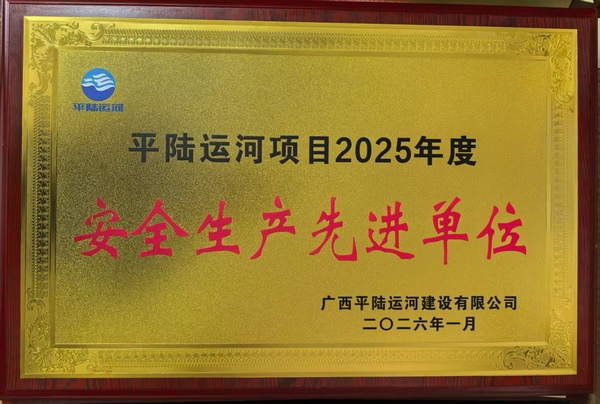 平陆运河
平陆运河项目2025年度
安全生产先进单位
广西平陆运河建设有限公司
二〇二六年一月